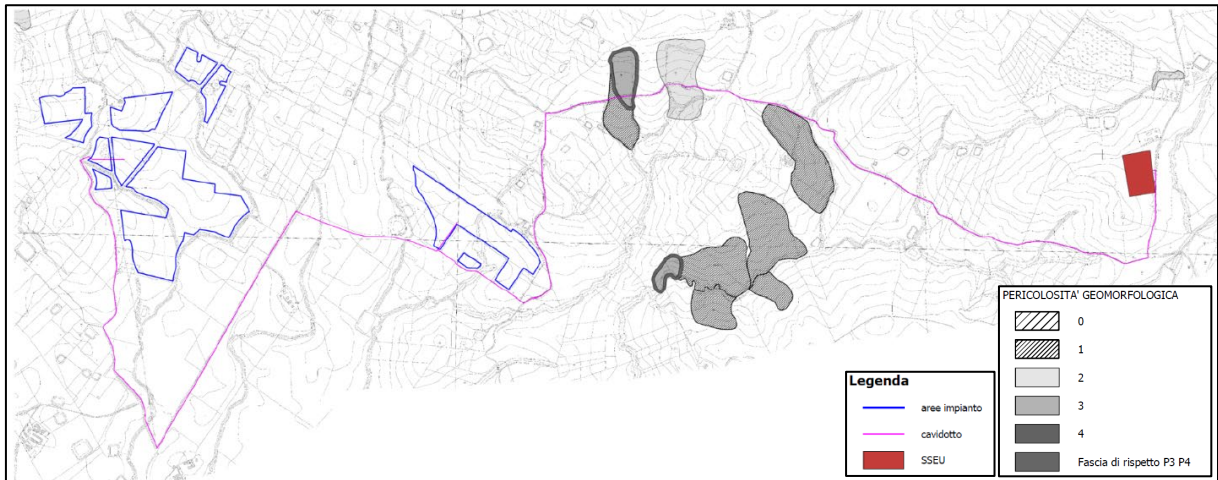 PERICOLOSITA' GEOMORFOLOGICA
0
1
2
3
4
Fascia di rispetto P3 P4
Legenda
aree impianto
cavidotto
SSEU